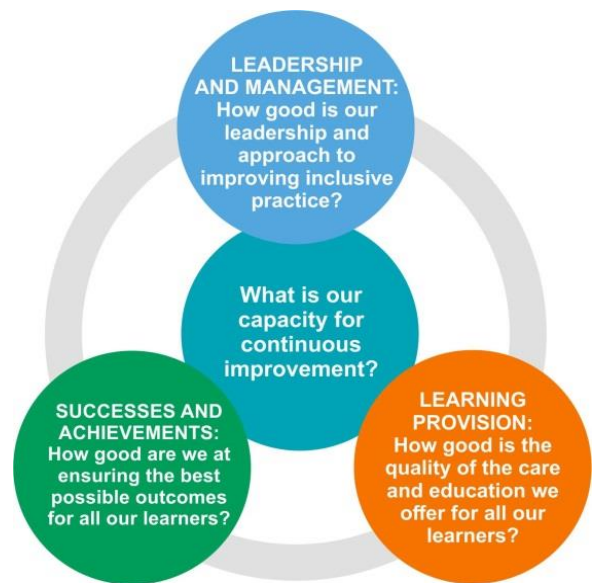 LEADERSHIP
AND MANAGEMENT:
How good is our
leadership and
approach to
improving inclusive
practice?
What is our
capacity for
continuous
improvement?
SUCCESSES AND
ACHIEVEMENTS:
How good are we at
ensuring the best
possible outcomes
for all our learners?
LEARNING
PROVISION:
How good is the
quality of the care
and education we
offer for all our
learners?